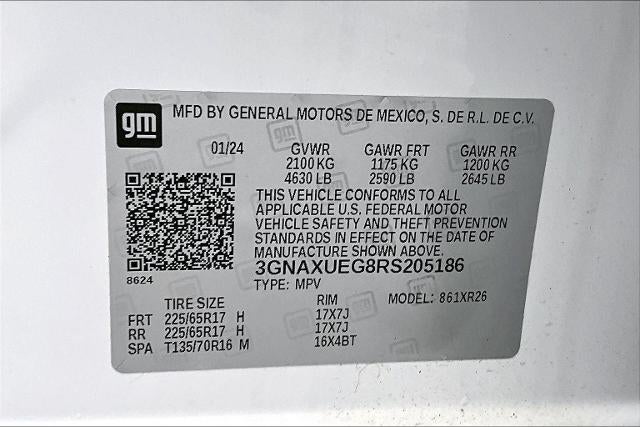 gm
MFD BY GENERAL MOTORS DE MEXICO, S. DE R.L. DE C.V.
01/24 GVWR GAWR FRT GAWR RR
2100 KG 1175 KG 1200 KG
4630 LB 2590 LB 2645 LB
THIS VEHICLE CONFORMS TO ALL
APPLICABLE U.S. FEDERAL MOTOR
VEHICLE SAFETY AND THEFT PREVENTION
STANDARDS IN EFFECT ON THE DATE OF
MANUFACTURE SHOWN ABOVE.
3GNAXUEG8RS205186
8624
TYPE: MPV MODEL: 861XR26
TIRE SIZE RIM
FRT 225/65R17 H 17X7J
RR 225/65R17 H 17X7J
SPA T135/70R16 M 16X4BT